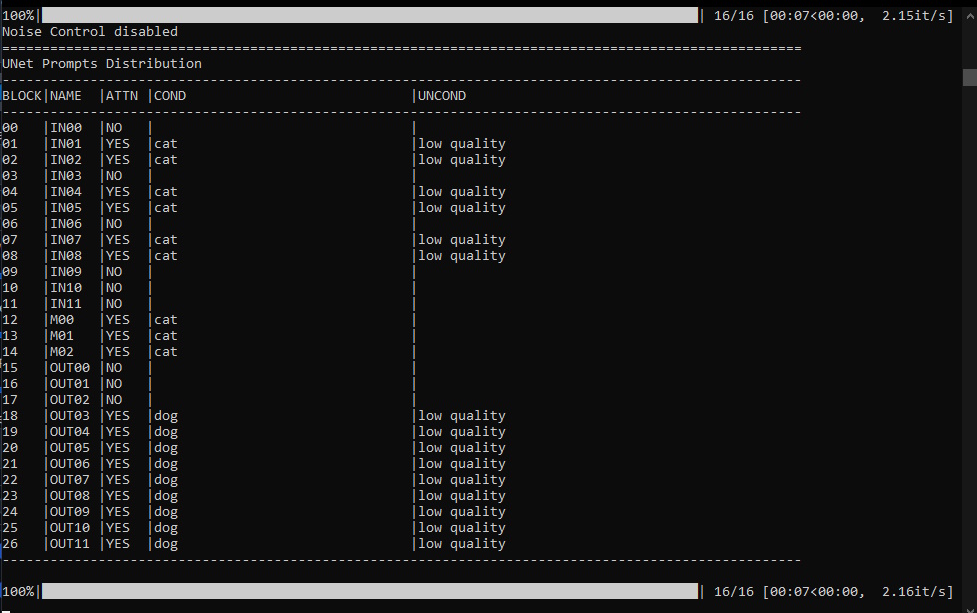 100%| | 16/16 [00:07<00:00, 2.15it/s]
Noise Control disabled
====================================================================================================
UNet Prompts Distribution
----------------------------------------------------------------------------------------------------
BLOCK|NAME |ATTN |COND |UNCOND
----------------------------------------------------------------------------------------------------
00 |IN00 |NO | |
01 |IN01 |YES |cat |low quality
02 |IN02 |YES |cat |low quality
03 |IN03 |NO | |
04 |IN04 |YES |cat |low quality
05 |IN05 |YES |cat |low quality
06 |IN06 |NO | |
07 |IN07 |YES |cat |low quality
08 |IN08 |YES |cat |low quality
09 |IN09 |NO | |
10 |IN10 |NO | |
11 |IN11 |NO | |
12 |M00 |YES |cat |
13 |M01 |YES |cat |
14 |M02 |YES |cat |
15 |OUT00 |NO | |
16 |OUT01 |NO | |
17 |OUT02 |NO | |
18 |OUT03 |YES |dog |low quality
19 |OUT04 |YES |dog |low quality
20 |OUT05 |YES |dog |low quality
21 |OUT06 |YES |dog |low quality
22 |OUT07 |YES |dog |low quality
23 |OUT08 |YES |dog |low quality
24 |OUT09 |YES |dog |low quality
25 |OUT10 |YES |dog |low quality
26 |OUT11 |YES |dog |low quality
----------------------------------------------------------------------------------------------------
100%| | 16/16 [00:07<00:00, 2.16it/s]